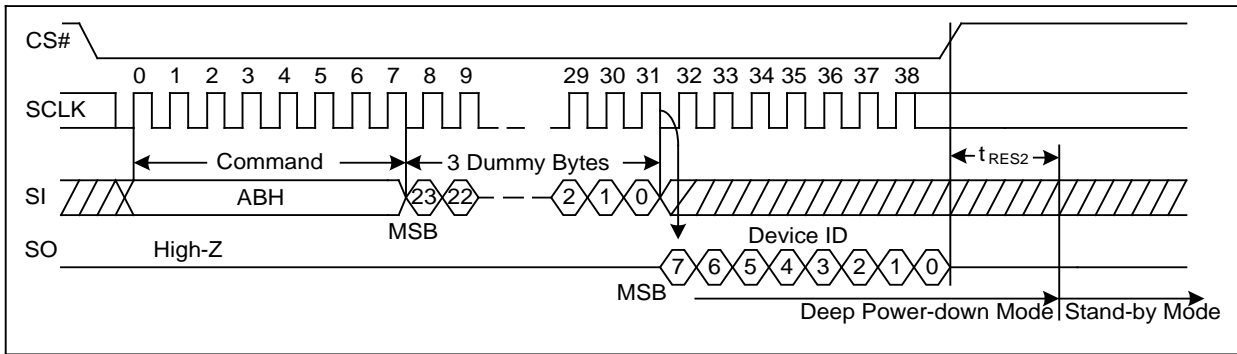 CS#
0 1 2 3 4 5 6 7 8 9 29 30 31 32 33 34 35 36 37 38
SCLK
Command 3 Dummy Bytes tRES2
SI ABH 23 22 2 1 0
MSB
SO High-Z Device ID
7 6 5 4 3 2 1 0
MSB
Deep Power-down Mode Stand-by Mode